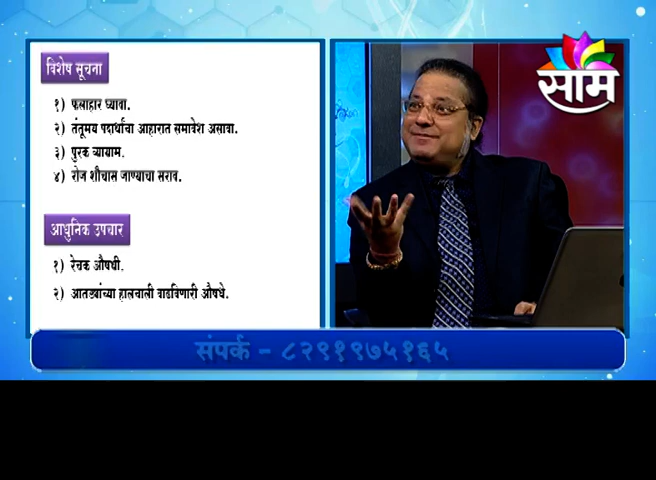 विशेष सूचना
१) फलाहार घ्यावा.
२) तंतूमय पदार्थांचा आहारात समावेश असावा.
३) पुरक व्यायाम.
४) रोज शौचास जाण्याचा सराव.
आधुनिक उपचार
१) रेचक औषधी.
२) आतड्यांच्या हालचाली वाढविणारी औषधे.
साम
संपर्क - ८२९१९७५१६५